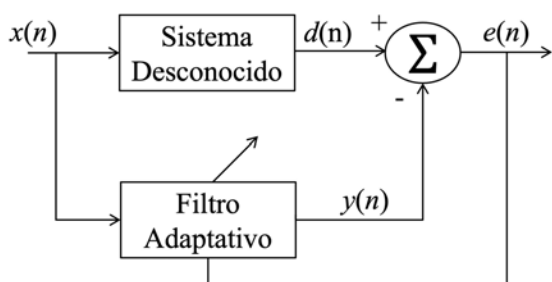 x(n)
Sistema
Desconocido
d(n)
+
Σ
e(n)
-
Filtro
Adaptativo
y(n)